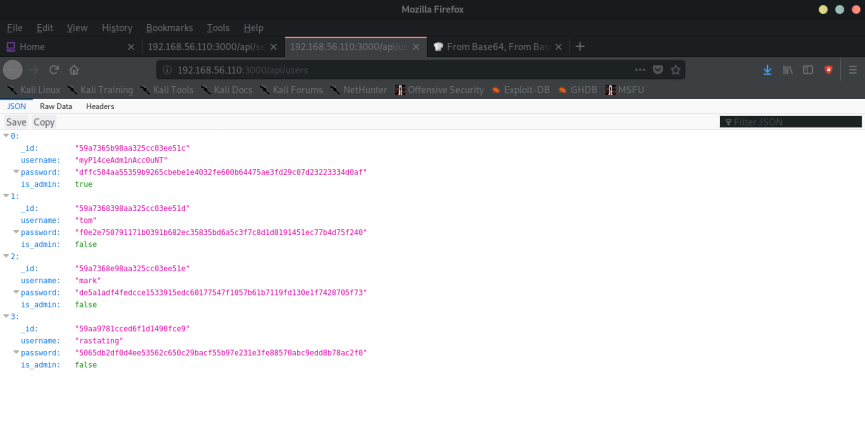 Mozilla Firefox
File Edit View History Bookmarks Tools Help
Home 192.168.56.110:3000/api/se 192.168.56.110:3000/api/us From Base64, From Bas
192.168.56.110:3000/api/users
Kali Linux Kali Training Kali Tools Kali Docs Kali Forums NetHunter Offensive Security Exploit-DB GHDB MSFU
JSON Raw Data Headers
Save Copy Filter JSON
0:
_id: "59a7365b98aa325cc03ee51c"
username: "myP14ceAdm1nAcc0uNT"
password: "dffc504aa55359b9265cbebe1e4032fe600b64475ae3fd29c07d23223334d0af"
is_admin: true
1:
_id: "59a7368398aa325cc03ee51d"
username: "tom"
password: "f0e2e750791171b0391b682ec35835bd6a5c3f7c8d1d0191451ec77b4d75f240"
is_admin: false
2:
_id: "59a7368e98aa325cc03ee51e"
username: "mark"
password: "de5a1adf4fedcce1533915edc60177547f1057b61b7119fd130e1f7428705f73"
is_admin: false
3:
_id: "59aa9781cced6f1d1490fce9"
username: "rastating"
password: "5065db2df0d4ee53562c650c29bacf55b97e231e3fe88570abc9edd8b78ac2f0"
is_admin: false